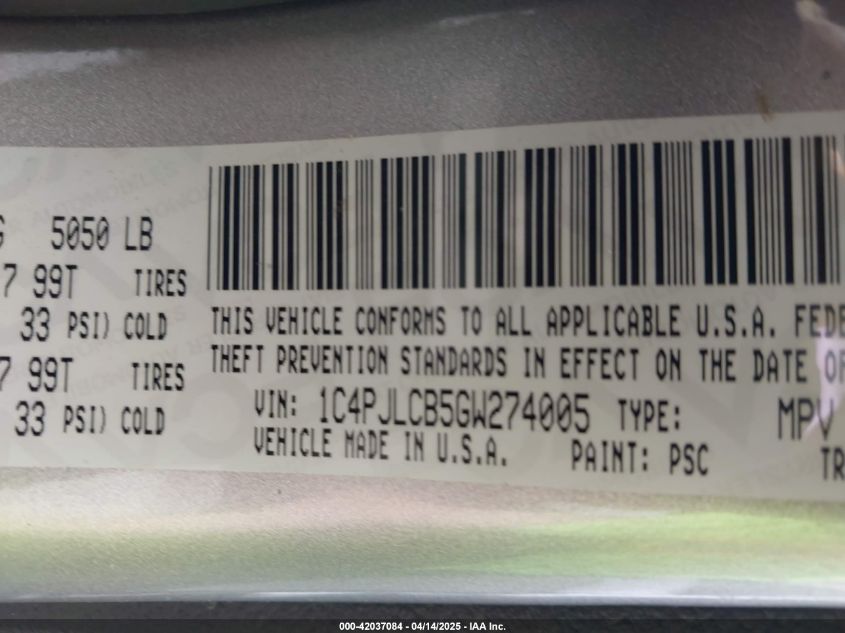 5050 LB
7 99T TIRES
33 PSI) COLD
7 99T TIRES
33 PSI) COLD
THIS VEHICLE CONFORMS TO ALL APPLICABLE U.S.A. FEDE
THEFT PREVENTION STANDARDS IN EFFECT ON THE DATE OF
VIN: 1C4PJLCB5GW274005 TYPE: MPV
VEHICLE MADE IN U.S.A. PAINT: PSC TR
000-42037084 - 04/14/2025 - IAA Inc.